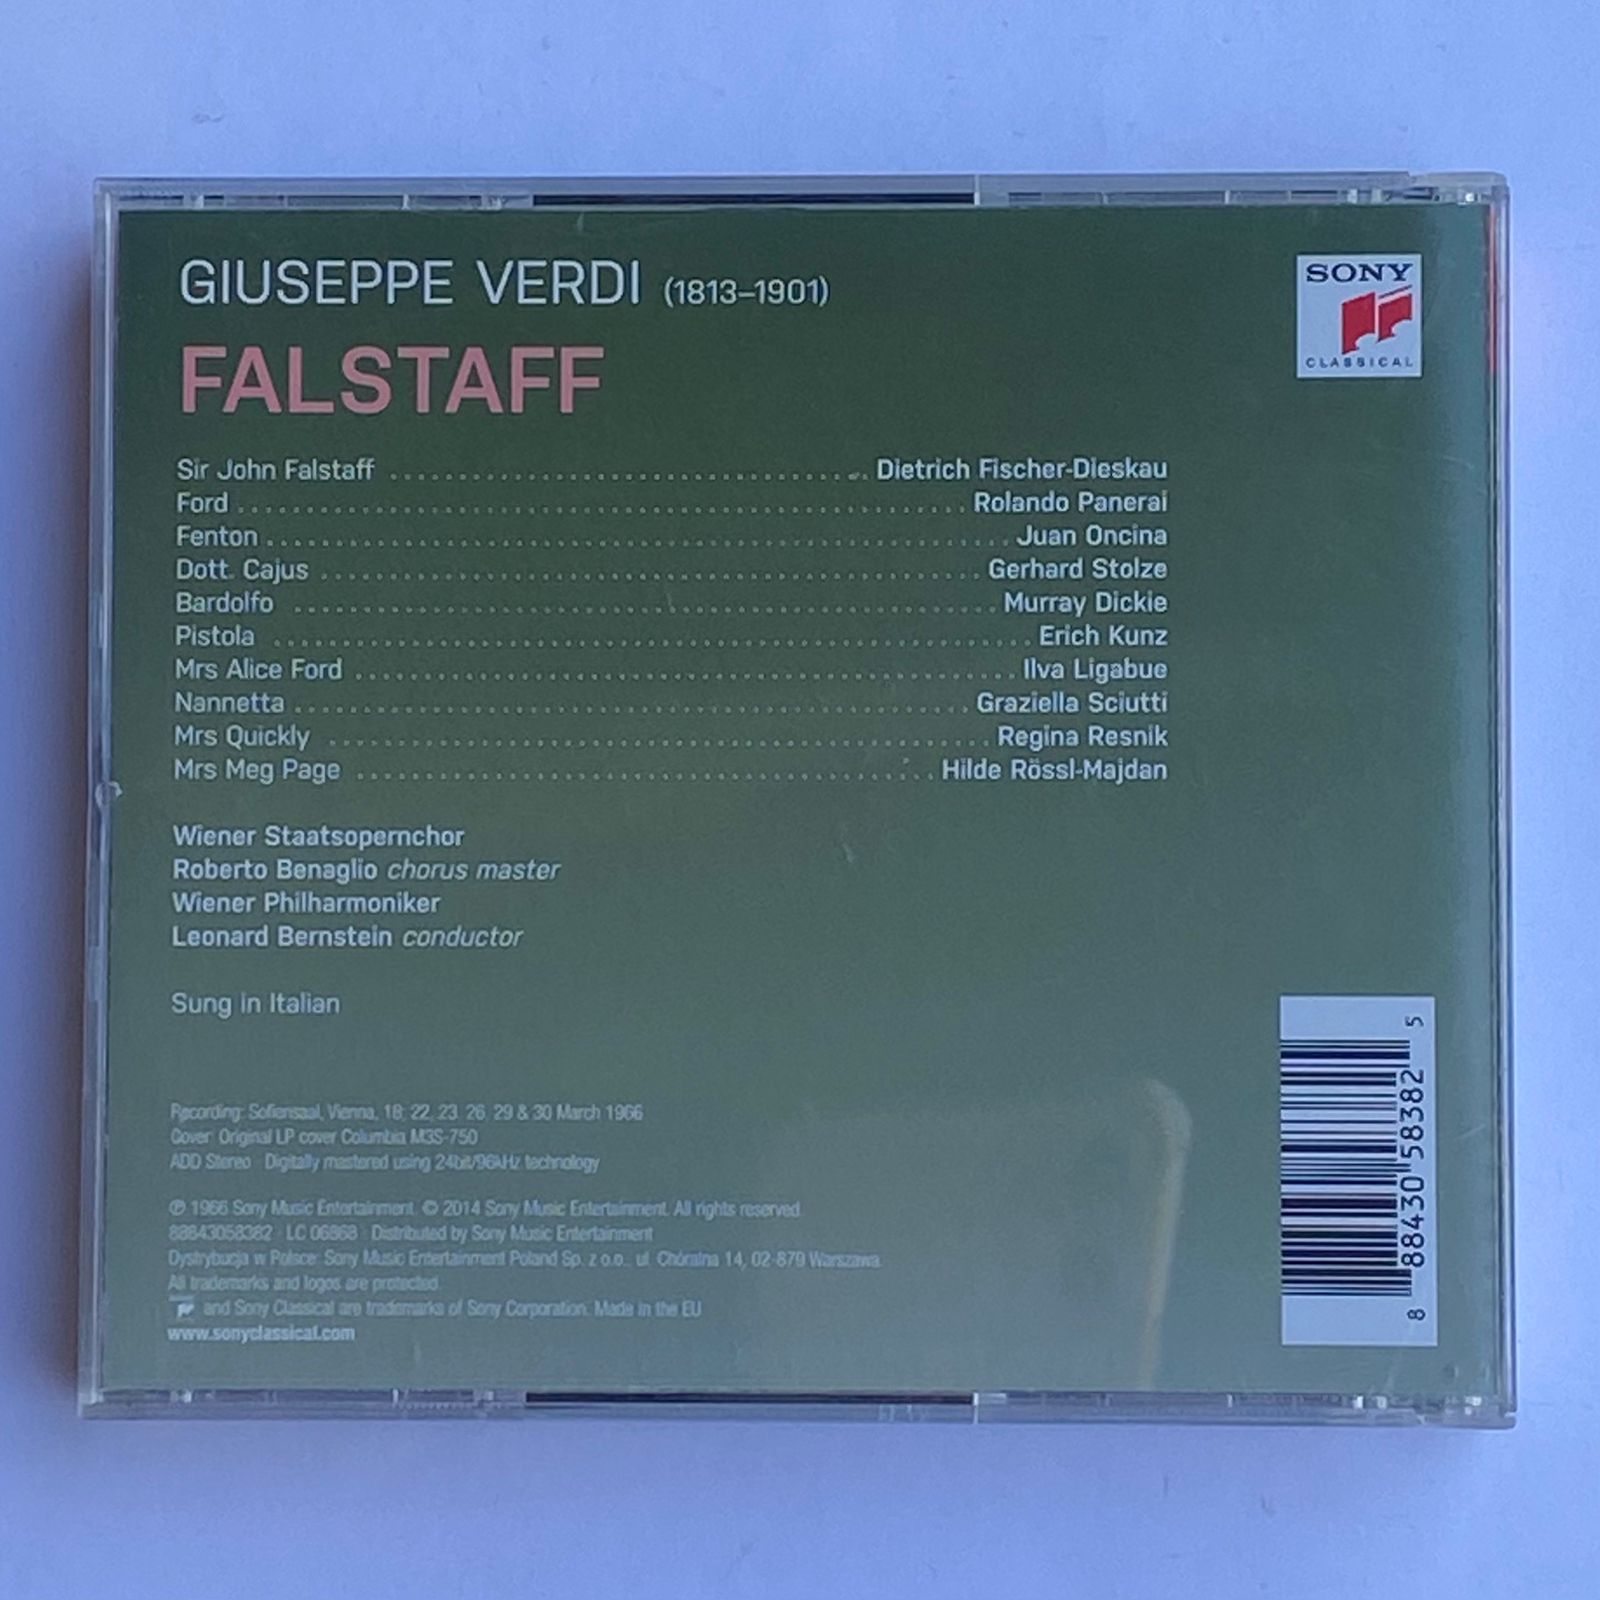 GIUSEPPE VERDI (1813–1901)
FALSTAFF
SONY
CLASSICAL
Sir John Falstaff ........ Dietrich Fischer-Dieskau
Ford ........ Rolando Panerai
Fenton ........ Juan Oncina
Dott. Cajus ........ Gerhard Stolze
Bardolfo ........ Murray Dickie
Pistola ........ Erich Kunz
Mrs Alice Ford ........ Ilva Ligabue
Nannetta ........ Graziella Sciutti
Mrs Quickly ........ Regina Resnik
Mrs Meg Page ........ Hilde Rössl-Majdan
Wiener Staatsopernchor
Roberto Benaglio chorus master
Wiener Philharmoniker
Leonard Bernstein conductor
Sung in Italian
Recording: Sofiensaal, Vienna, 18, 22, 23, 26, 29 & 30 March 1966
Cover: Original LP cover Columbia M3S-750
ADD Stereo · Digitally mastered using 24bit/96kHz technology
℗ 1966 Sony Music Entertainment. © 2014 Sony Music Entertainment. All rights reserved.
88843058382 · LC 06868 · Distributed by Sony Music Entertainment
Dystrybucja w Polsce: Sony Music Entertainment Poland Sp. z o.o., ul. Chóralna 14, 02-879 Warszawa.
All trademarks and logos are protected.
and Sony Classical are trademarks of Sony Corporation. Made in the EU
www.sonyclassical.com
8 88430 58382 5